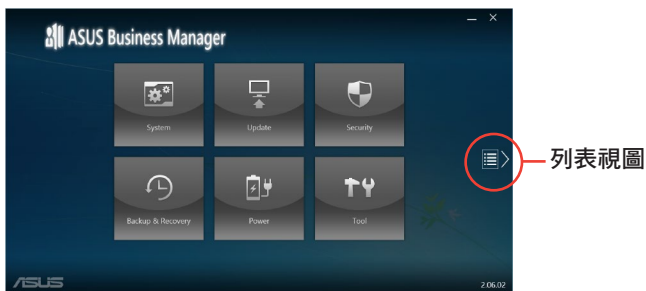 ASUS Business Manager
System
Update
Security
列表視圖
Backup & Recovery
Power
Tool
ASUS
2.06.02